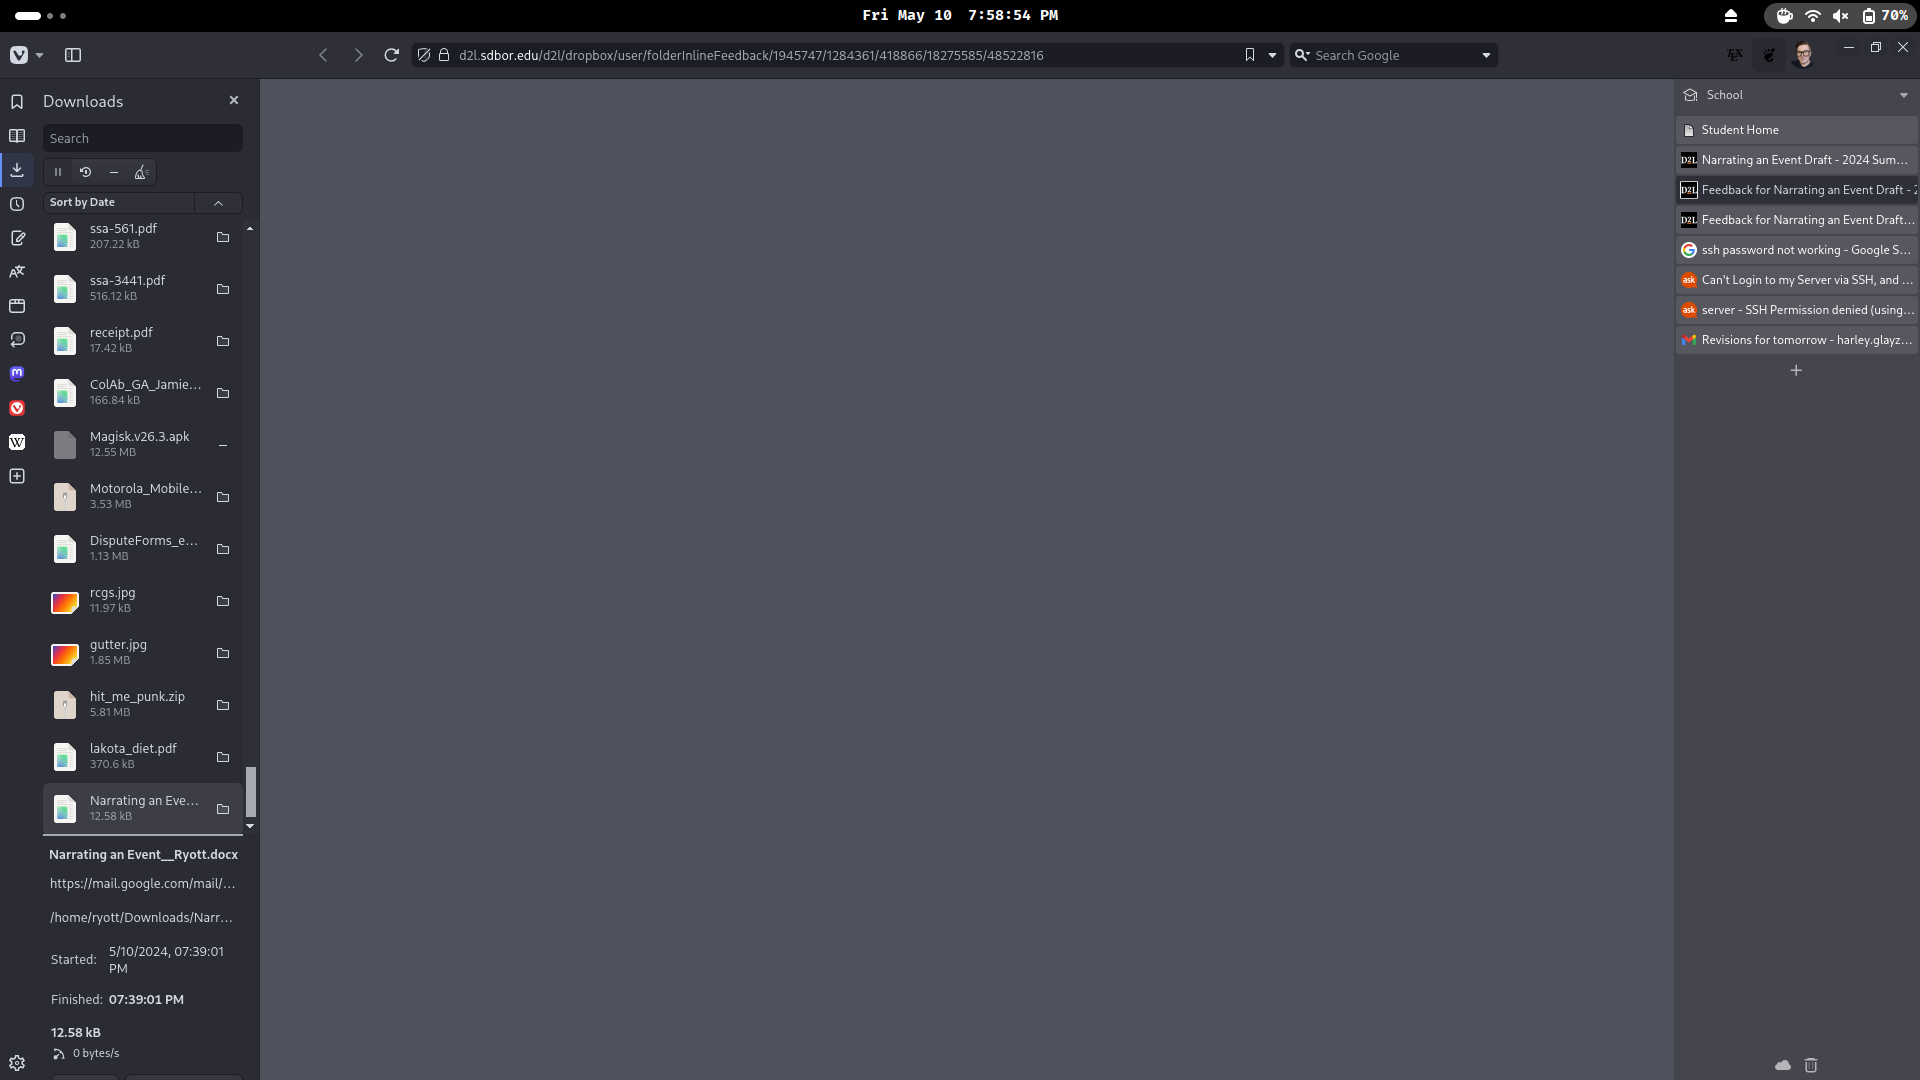 Fri May 10 7:58:54 PM
70%
d2l.sdbor.edu/d2l/dropbox/user/folderInlineFeedback/1945747/1284361/418866/18275585/48522816
Search Google
Downloads
Search
Sort by Date
ssa-561.pdf
207.22 kB
ssa-3441.pdf
516.12 kB
receipt.pdf
17.42 kB
ColAb_GA_Jamie...
166.84 kB
Magisk.v26.3.apk
12.55 MB
Motorola_Mobile...
3.53 MB
DisputeForms_e...
1.13 MB
rcgs.jpg
11.97 kB
gutter.jpg
1.85 MB
hit_me_punk.zip
5.81 MB
lakota_diet.pdf
370.6 kB
Narrating an Eve...
12.58 kB
Narrating an Event__Ryott.docx
https://mail.google.com/mail/...
/home/ryott/Downloads/Narr...
Started: 5/10/2024, 07:39:01 PM
Finished: 07:39:01 PM
12.58 kB
0 bytes/s
School
Student Home
D2L Narrating an Event Draft - 2024 Sum...
D2L Feedback for Narrating an Event Draft - 2
D2L Feedback for Narrating an Event Draft...
ssh password not working - Google S...
ask Can't Login to my Server via SSH, and ...
ask server - SSH Permission denied (using...
Revisions for tomorrow - harley.glayz...